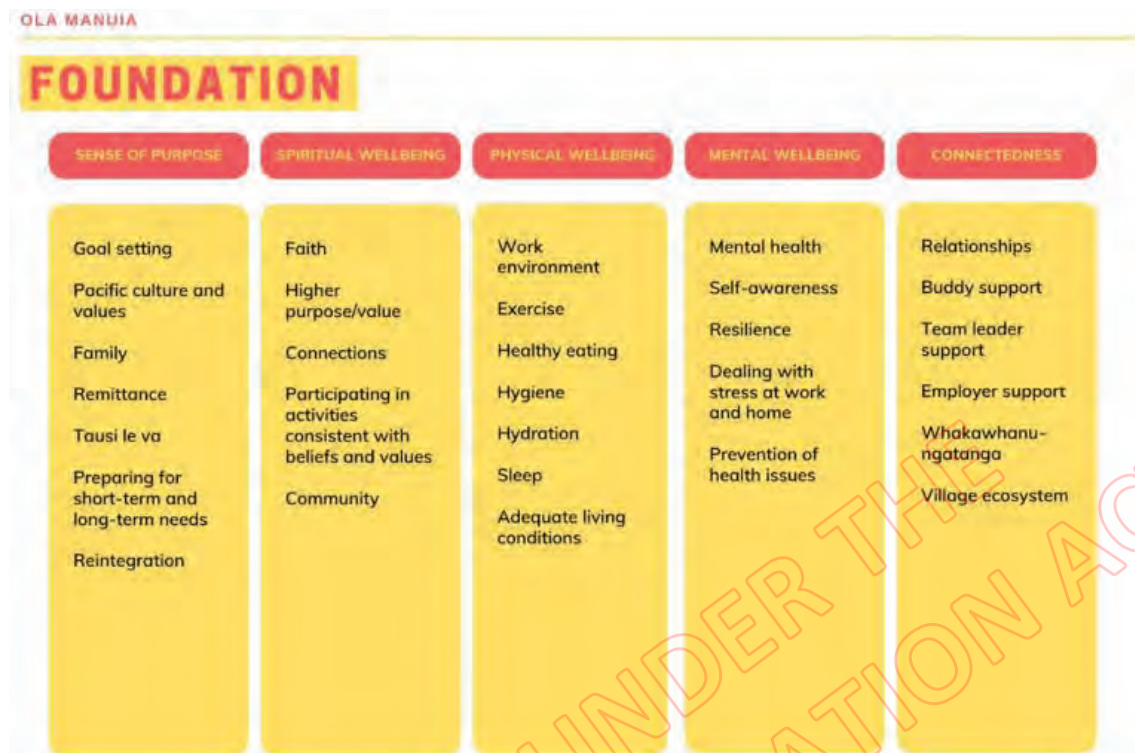 OLA MANUIA
FOUNDATION
SENSE OF PURPOSE
Goal setting
Pacific culture and
values
Family
Remittance
Tausi le va
Preparing for
short-term and
long-term needs
Reintegration
SPIRITUAL WELLBEING
Faith
Higher
purpose/value
Connections
Participating in
activities
consistent with
beliefs and values
Community
PHYSICAL WELLBEING
Work
environment
Exercise
Healthy eating
Hygiene
Hydration
Sleep
Adequate living
conditions
MENTAL WELLBEING
Mental health
Self-awareness
Resilience
Dealing with
stress at work
and home
Prevention of
health issues
CONNECTEDNESS
Relationships
Buddy support
Team leader
support
Employer support
Whakawhanu-
ngatanga
Village ecosystem
UNDER THE